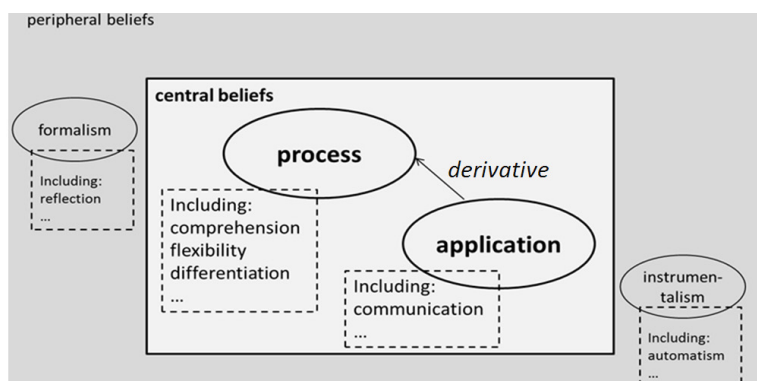 peripheral beliefs
central beliefs
formalism
Including:
reflection
...
process
derivative
Including:
comprehension
flexibility
differentiation
...
application
Including:
communication
...
instrumen-
talism
Including:
automatism
...